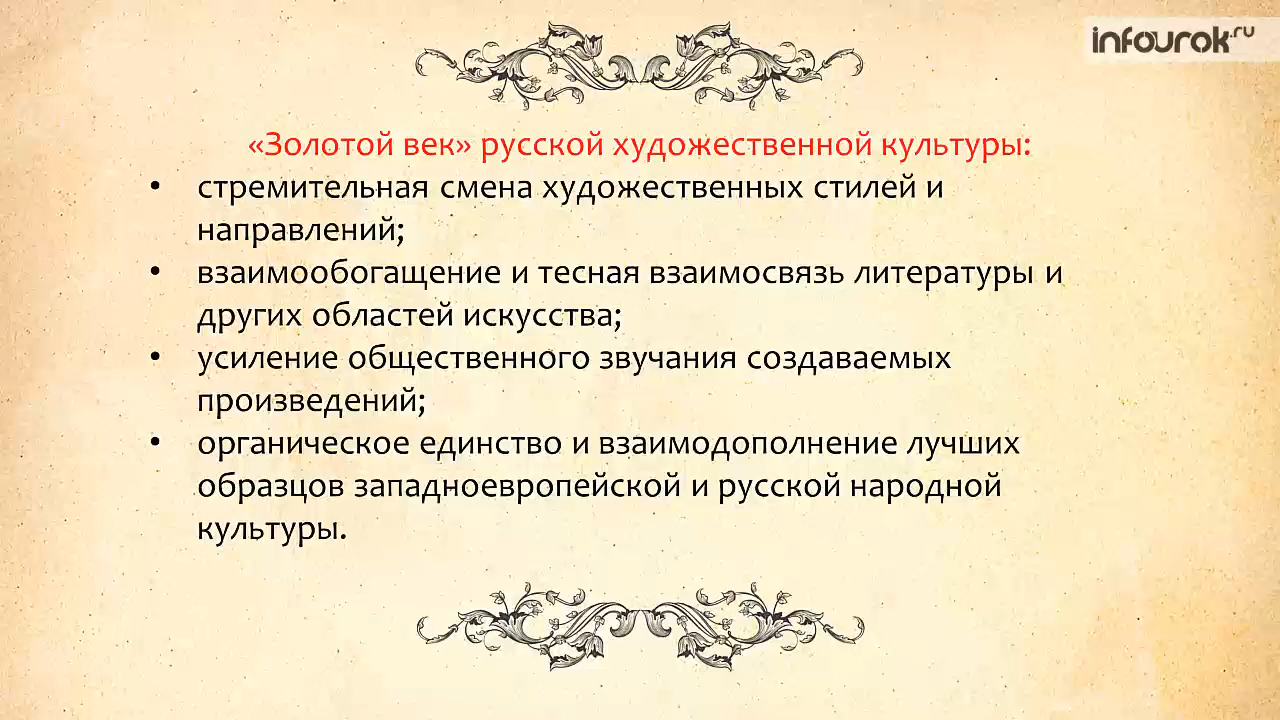 infourok.ru
«Золотой век» русской художественной культуры:
• стремительная смена художественных стилей и
направлений;
• взаимообогащение и тесная взаимосвязь литературы и
других областей искусства;
• усиление общественного звучания создаваемых
произведений;
• органическое единство и взаимодополнение лучших
образцов западноевропейской и русской народной
культуры.